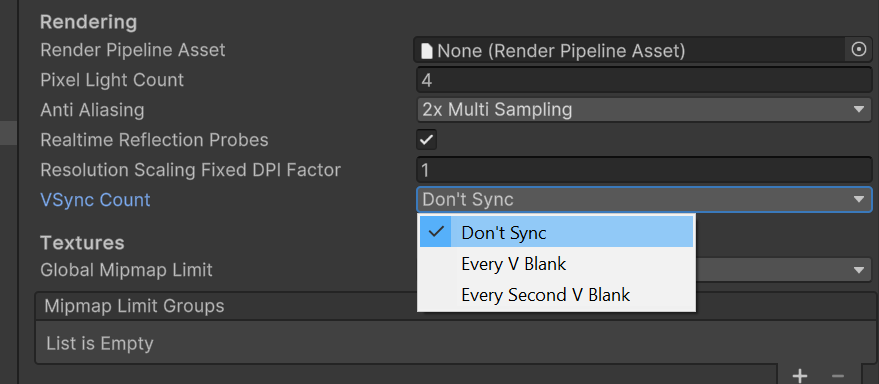 Rendering
Render Pipeline Asset None (Render Pipeline Asset)
Pixel Light Count 4
Anti Aliasing 2x Multi Sampling
Realtime Reflection Probes
Resolution Scaling Fixed DPI Factor 1
VSync Count Don't Sync
Don't Sync
Every V Blank
Every Second V Blank
Textures
Global Mipmap Limit
Mipmap Limit Groups
List is Empty